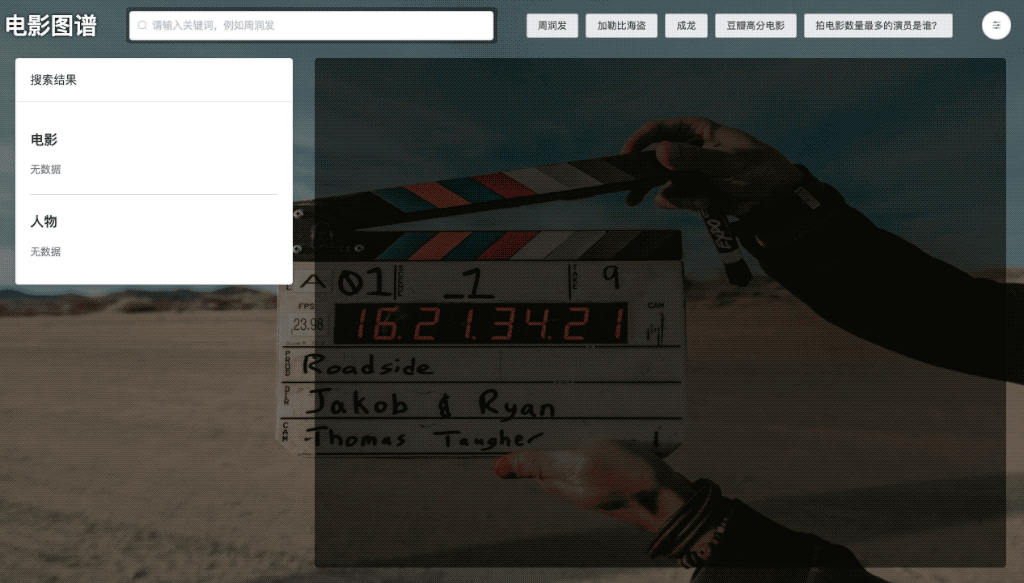 电影图谱
请输入关键词，例如周润发
周润发
加勒比海盗
成龙
豆瓣高分电影
拍电影数量最多的演员是谁？
搜索结果
电影
无数据
人物
无数据
A 01 SCENE 1 TAKE 9
FPS
CAM
23.98
16.21.34.21
PROD Roadside
DIR Jakob & Ryan
CAM Thomas Taugher